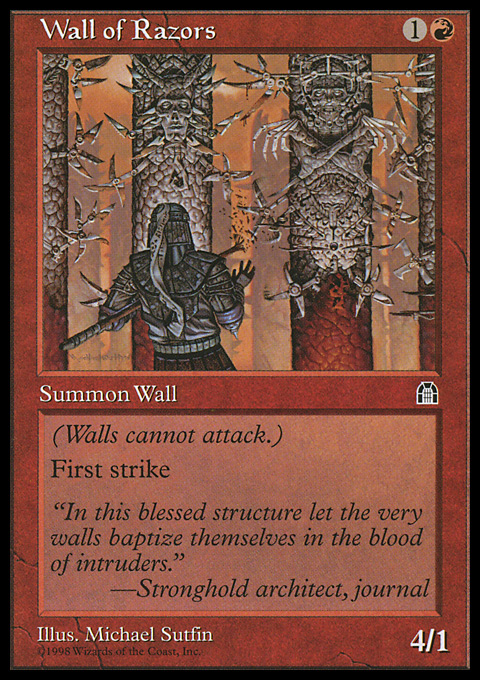 Wall of Razors 1
Summon Wall
(Walls cannot attack.)
First strike
“In this blessed structure let the very
walls baptize themselves in the blood
of intruders.”
—Stronghold architect, journal
Illus. Michael Sutfin
©1998 Wizards of the Coast, Inc.
4/1